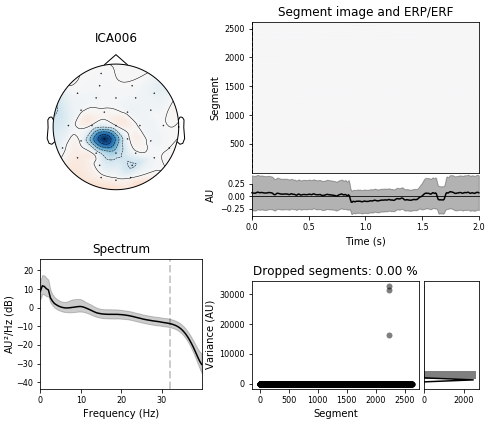 Segment image and ERP/ERF
ICA006
2500
2000
1500
1000
500
Segment
0.25
0.00
−0.25
AU
0.0 0.5 1.0 1.5 2.0
Time (s)
Spectrum
20
10
0
−10
−20
−30
−40
AU²/Hz (dB)
0 10 20 30
Frequency (Hz)
Dropped segments: 0.00 %
30000
20000
10000
0
Variance (AU)
0 500 1000 1500 2000 2500
Segment
0 2000